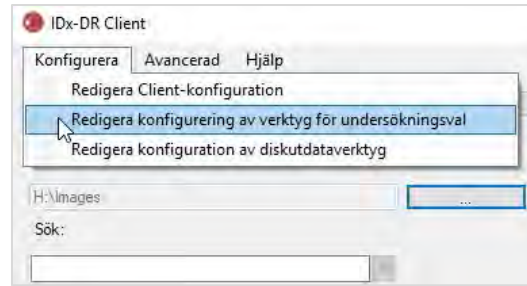 IDx-DR Client
Konfigurera Avancerad Hjälp
Redigera Client-konfiguration
Redigera konfigurering av verktyg för undersökningsval
Redigera konfiguration av diskutdataverktyg
H:\Images ...
Sök: